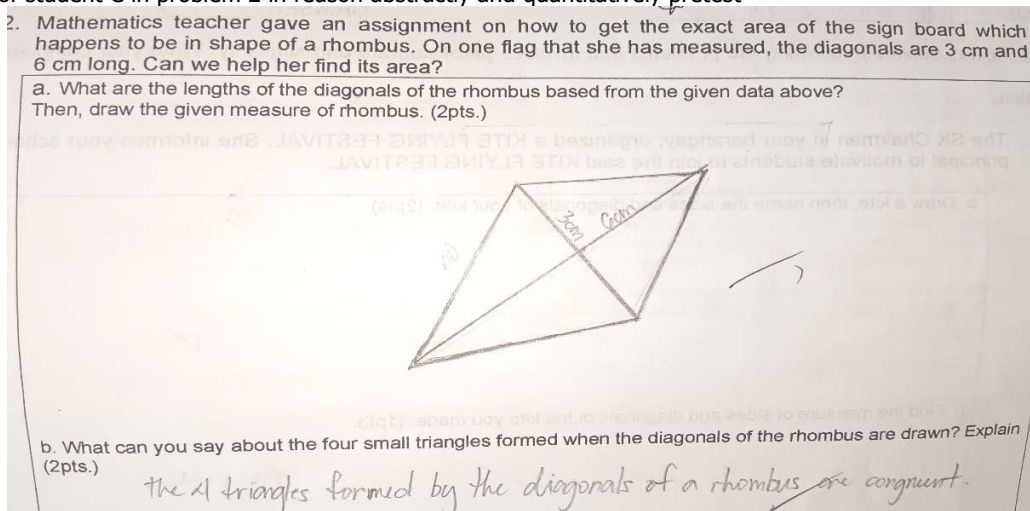 2. Mathematics teacher gave an assignment on how to get the exact area of the sign board which
happens to be in shape of a rhombus. On one flag that she has measured, the diagonals are 3 cm and
6 cm long. Can we help her find its area?
a. What are the lengths of the diagonals of the rhombus based from the given data above?
Then, draw the given measure of rhombus. (2pts.)
3cm
6cm
b. What can you say about the four small triangles formed when the diagonals of the rhombus are drawn? Explain
(2pts.)
the triangles formed by the diagonals of a rhombus are congruent.